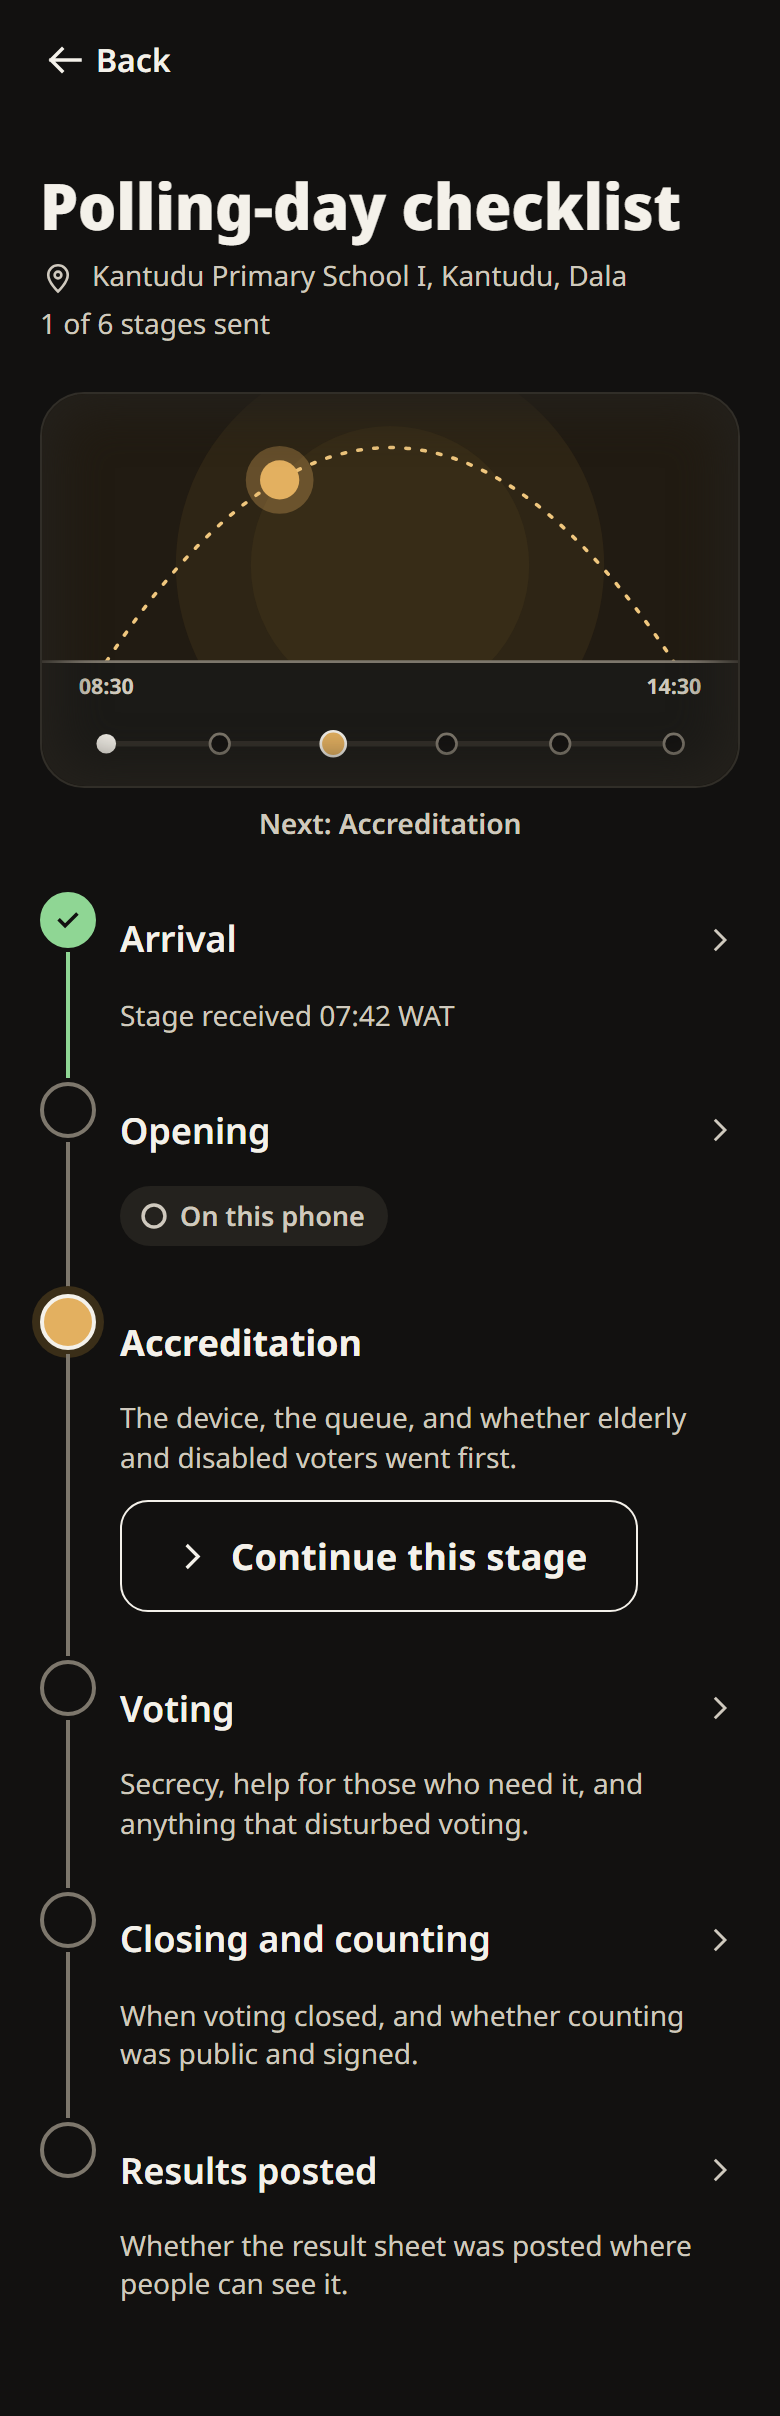 Back
Polling-day checklist
Kantudu Primary School I, Kantudu, Dala
1 of 6 stages sent
08:30
14:30
Next: Accreditation
Arrival
Stage received 07:42 WAT
Opening
On this phone
Accreditation
The device, the queue, and whether elderly
and disabled voters went first.
Continue this stage
Voting
Secrecy, help for those who need it, and
anything that disturbed voting.
Closing and counting
When voting closed, and whether counting
was public and signed.
Results posted
Whether the result sheet was posted where
people can see it.